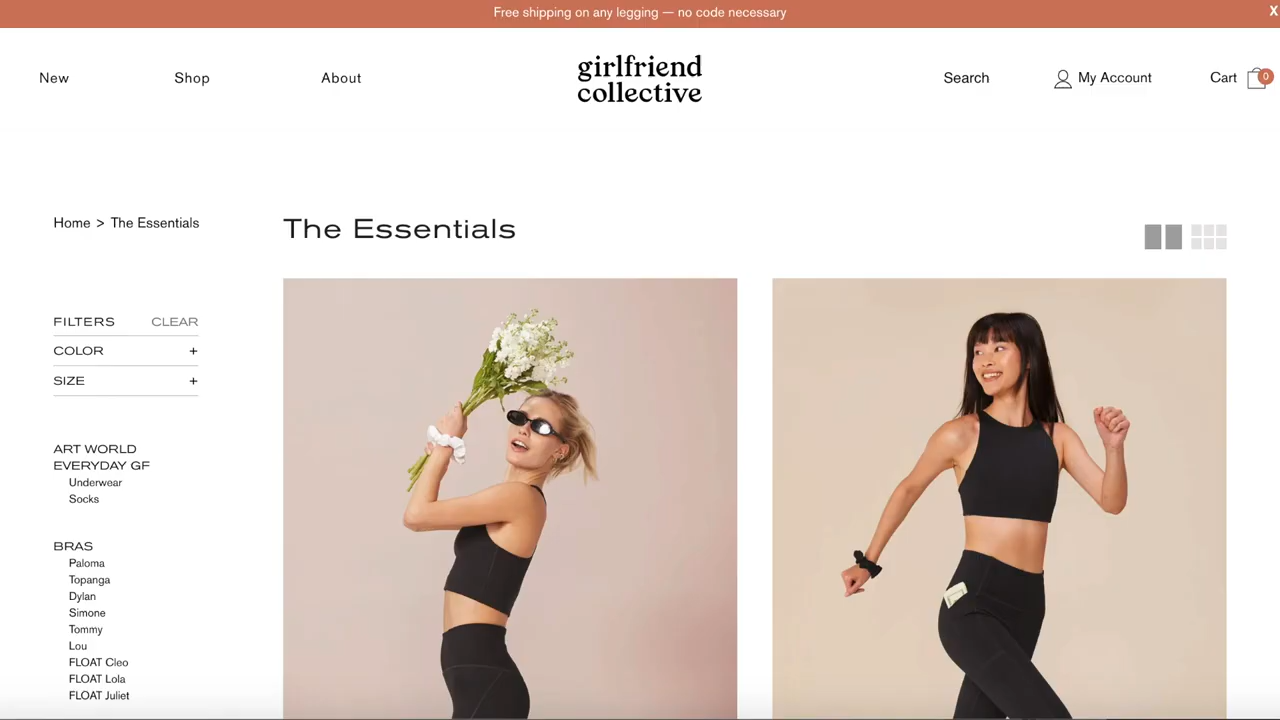 Free shipping on any legging — no code necessary
X
New
Shop
About
girlfriend
collective
Search
My Account
Cart
0
Home > The Essentials
The Essentials
FILTERS
CLEAR
COLOR +
SIZE +
ART WORLD
EVERYDAY GF
Underwear
Socks
BRAS
Paloma
Topanga
Dylan
Simone
Tommy
Lou
FLOAT Cleo
FLOAT Lola
FLOAT Juliet